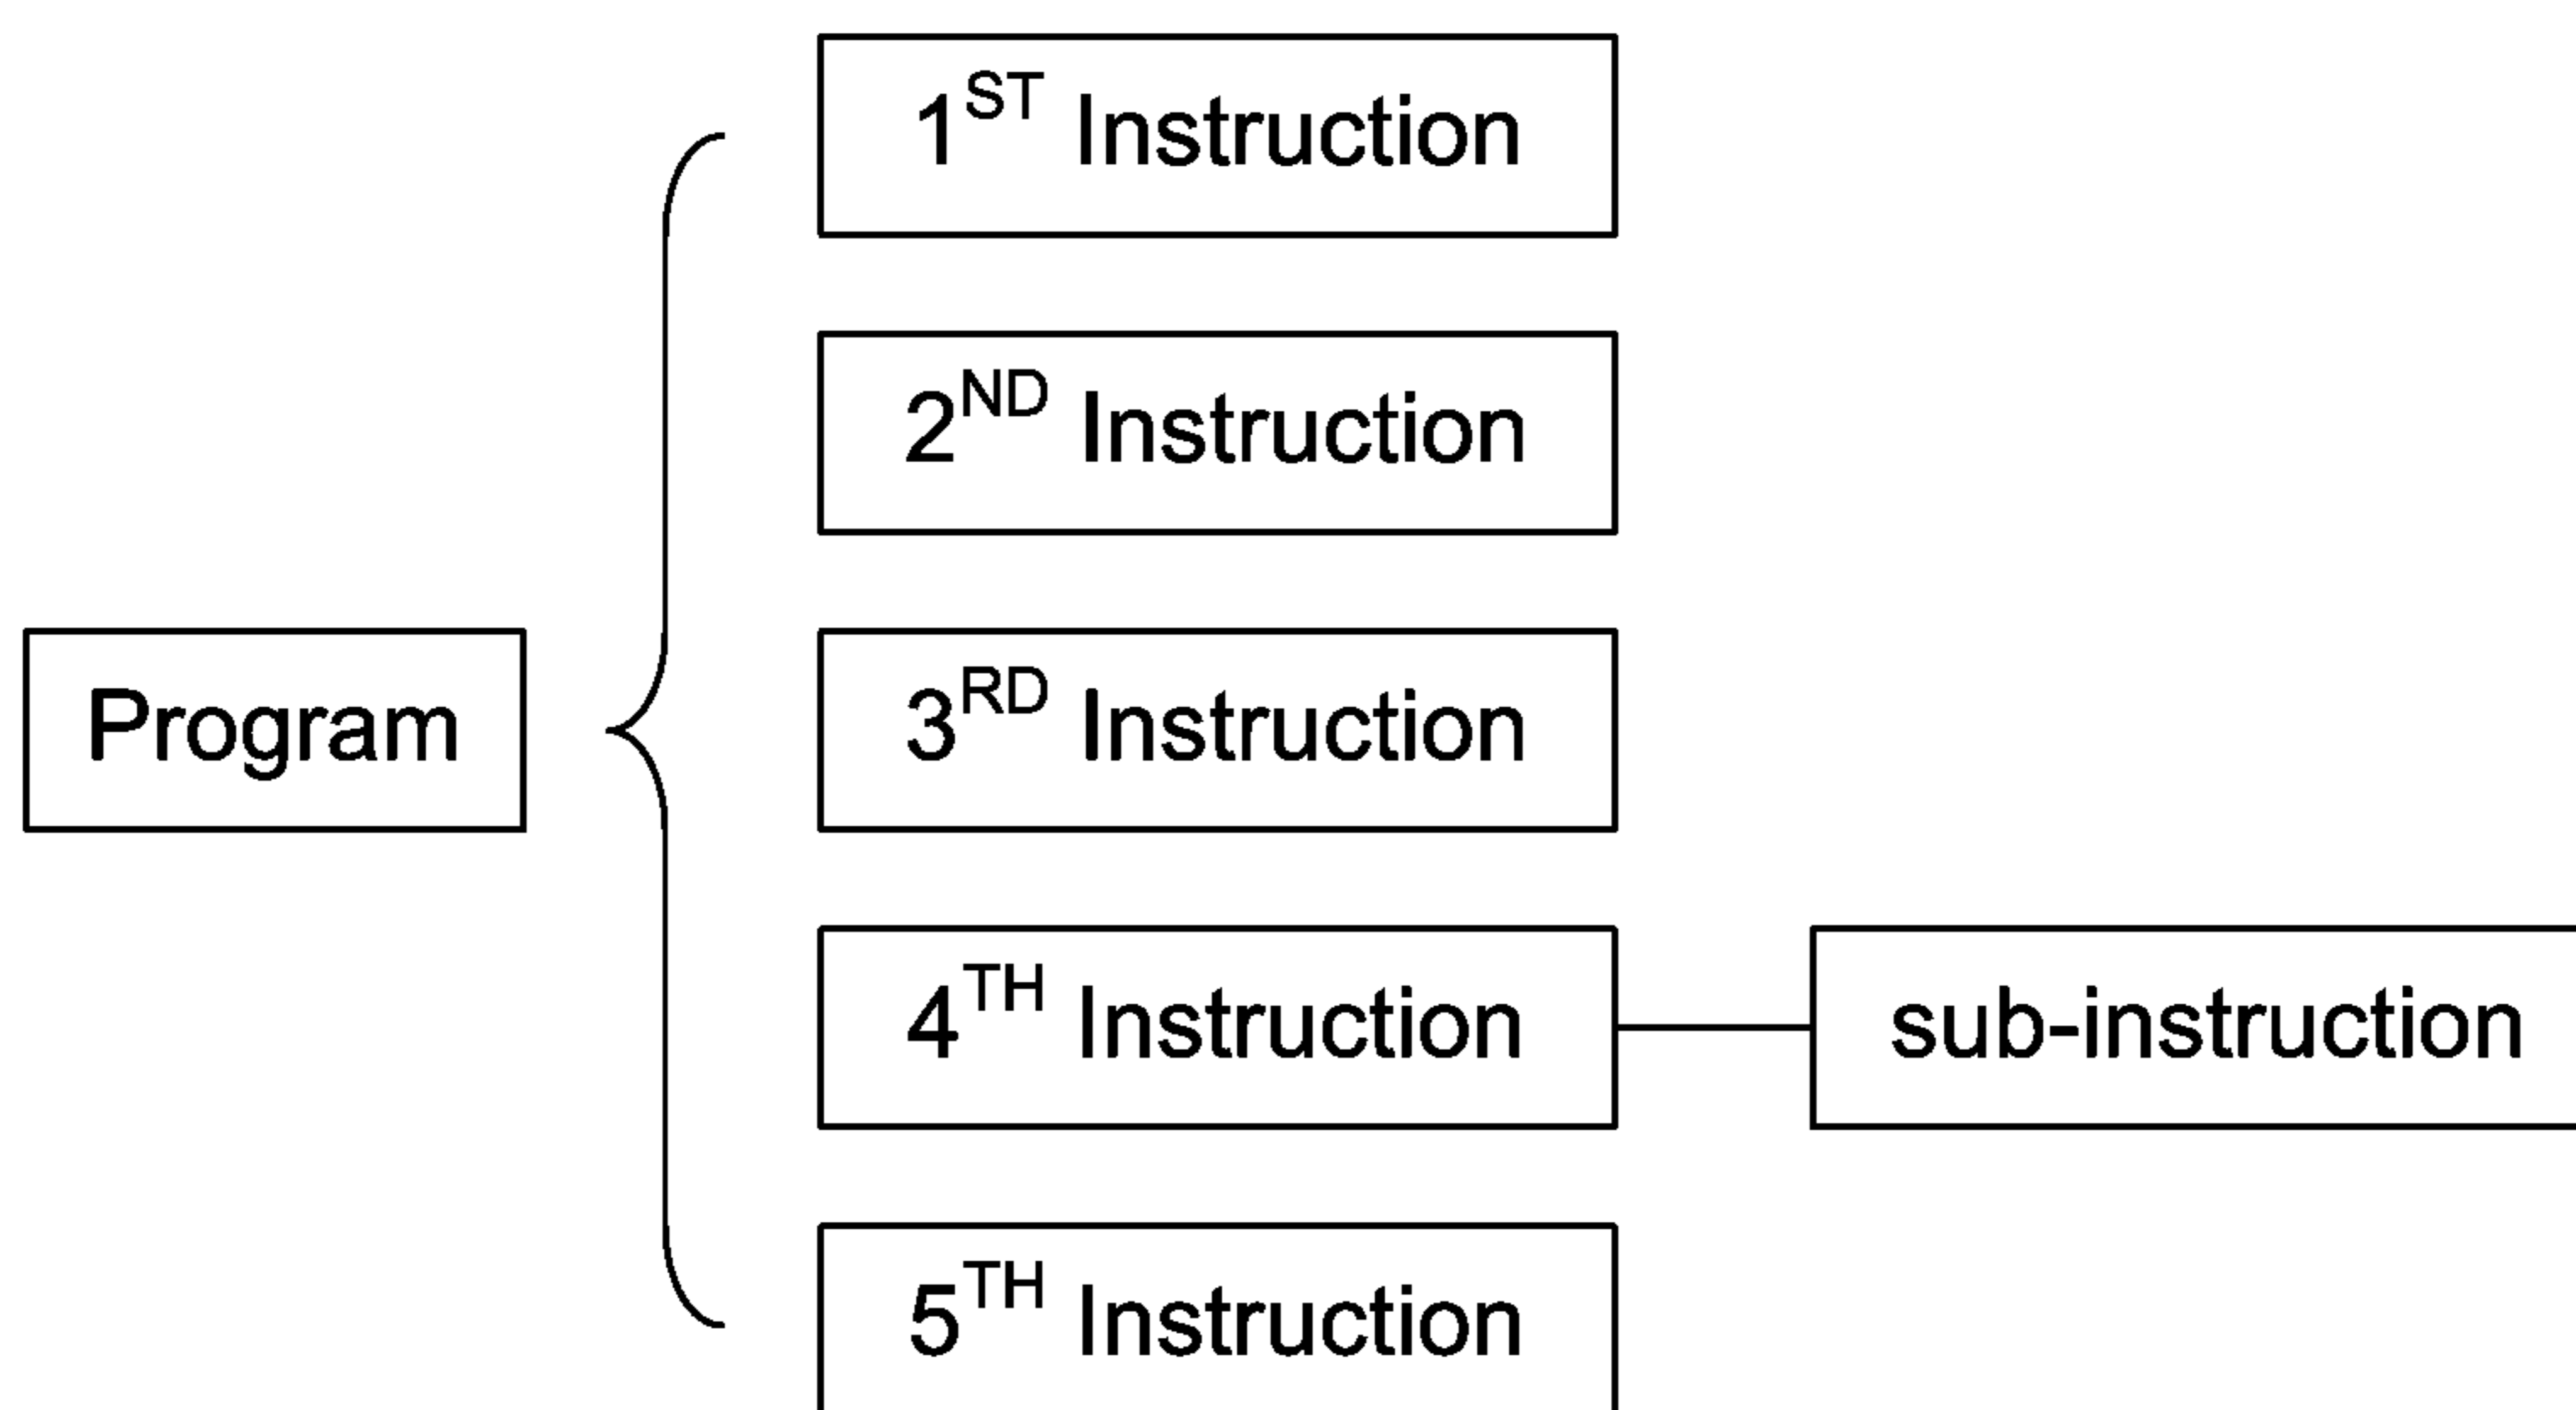 1ST Instruction
2ND Instruction
Program
3RD Instruction
4TH Instruction
sub-instruction
5TH Instruction